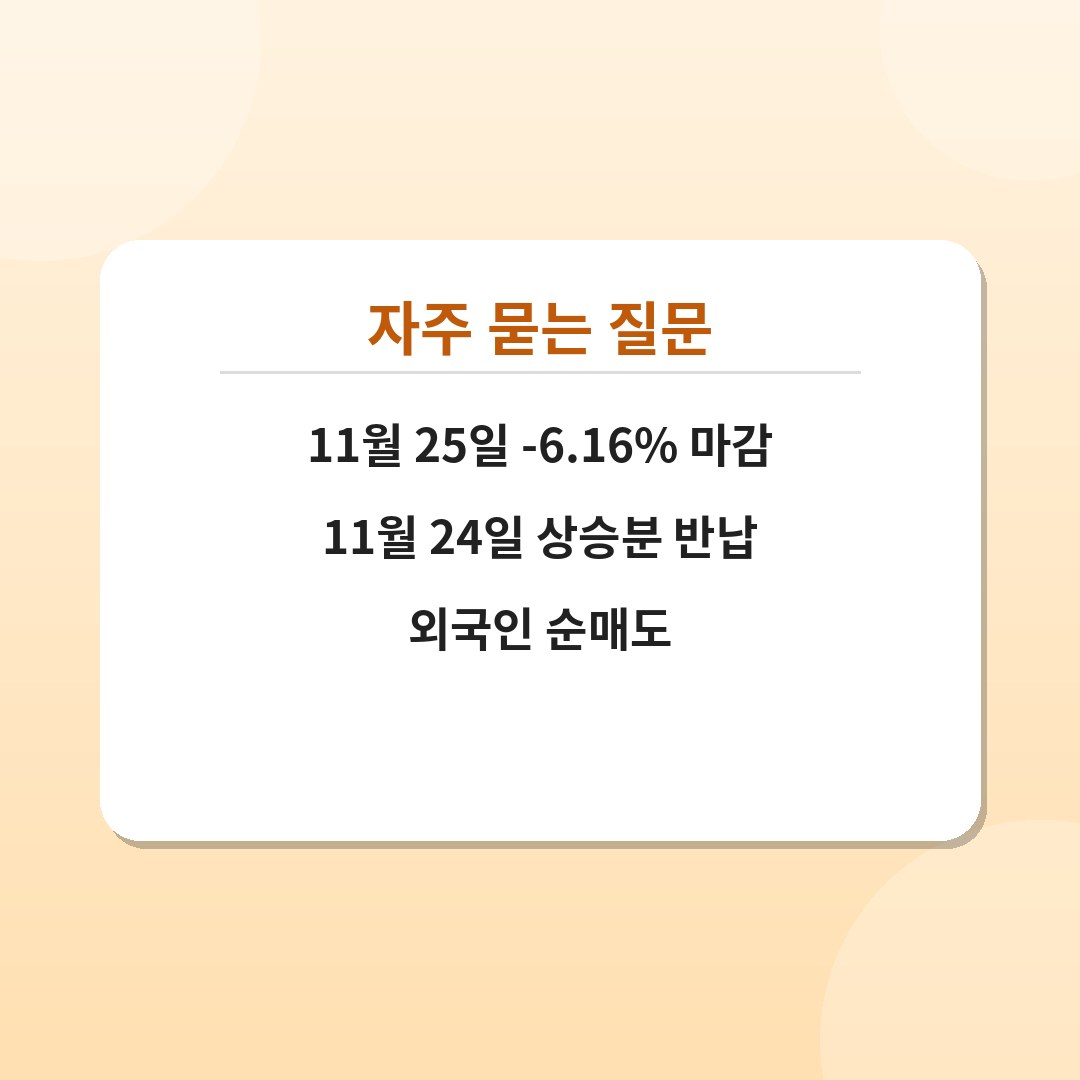 자주 묻는 질문
11월 25일 -6.16% 마감
11월 24일 상승분 반납
외국인 순매도